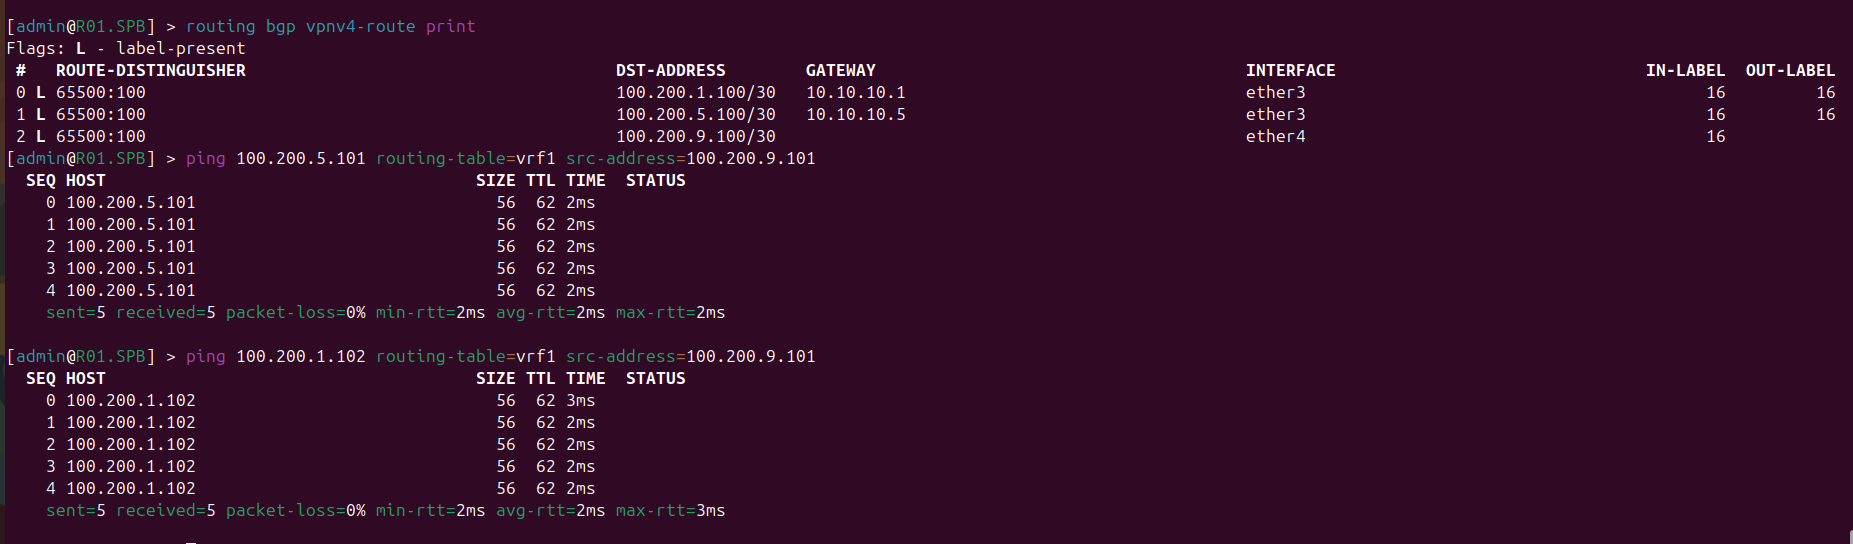 [admin@R01.SPB] > routing bgp vpnv4-route print
Flags: L - label-present
 #   ROUTE-DISTINGUISHER                                     DST-ADDRESS        GATEWAY                                     INTERFACE                               IN-LABEL  OUT-LABEL
 0 L 65500:100                                               100.200.1.100/30   10.10.10.1                                  ether3                                        16         16
 1 L 65500:100                                               100.200.5.100/30   10.10.10.5                                  ether3                                        16         16
 2 L 65500:100                                               100.200.9.100/30                                               ether4                                        16
[admin@R01.SPB] > ping 100.200.5.101 routing-table=vrf1 src-address=100.200.9.101
  SEQ HOST                                     SIZE TTL TIME  STATUS
    0 100.200.5.101                              56  62 2ms
    1 100.200.5.101                              56  62 2ms
    2 100.200.5.101                              56  62 2ms
    3 100.200.5.101                              56  62 2ms
    4 100.200.5.101                              56  62 2ms
    sent=5 received=5 packet-loss=0% min-rtt=2ms avg-rtt=2ms max-rtt=2ms
[admin@R01.SPB] > ping 100.200.1.102 routing-table=vrf1 src-address=100.200.9.101
  SEQ HOST                                     SIZE TTL TIME  STATUS
    0 100.200.1.102                              56  62 3ms
    1 100.200.1.102                              56  62 2ms
    2 100.200.1.102                              56  62 2ms
    3 100.200.1.102                              56  62 2ms
    4 100.200.1.102                              56  62 2ms
    sent=5 received=5 packet-loss=0% min-rtt=2ms avg-rtt=2ms max-rtt=3ms